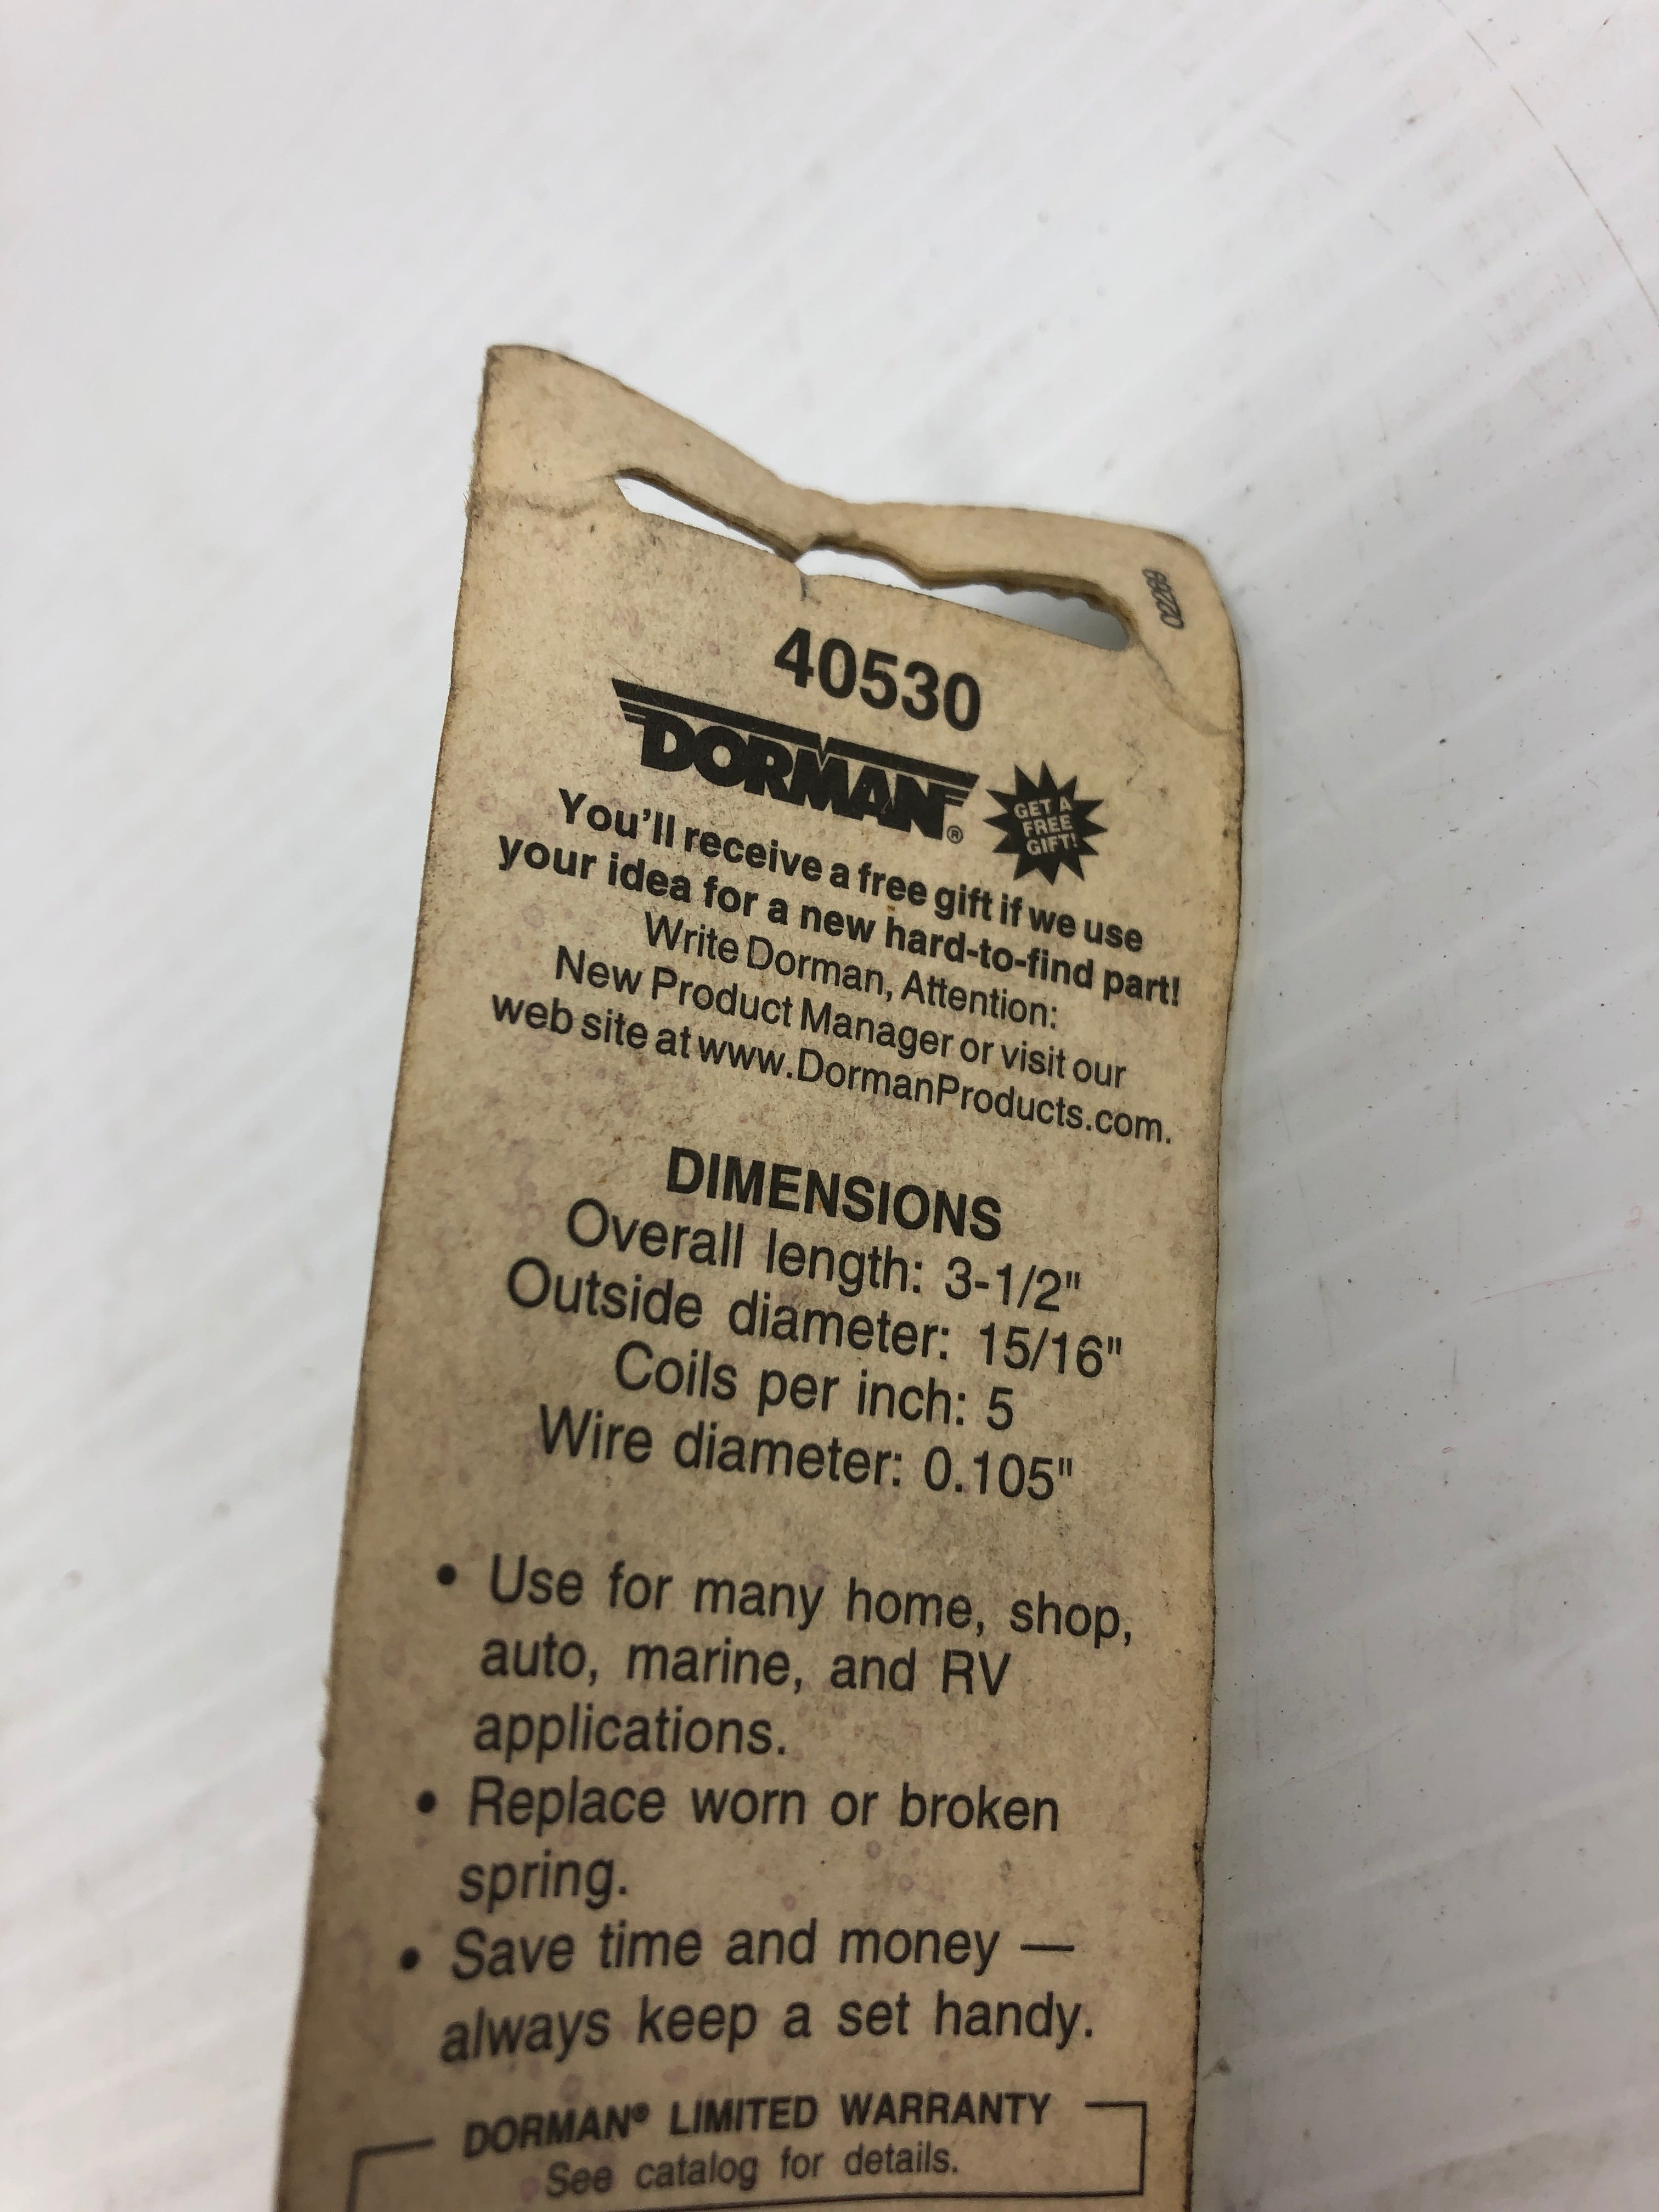 02269
40530
DORMAN®
GET A
FREE
GIFT!
You'll receive a free gift if we use
your idea for a new hard-to-find part!
Write Dorman, Attention:
New Product Manager or visit our
web site at www.DormanProducts.com.
DIMENSIONS
Overall length: 3-1/2"
Outside diameter: 15/16"
Coils per inch: 5
Wire diameter: 0.105"
• Use for many home, shop,
auto, marine, and RV
applications.
• Replace worn or broken
spring.
• Save time and money —
always keep a set handy.
DORMAN® LIMITED WARRANTY
See catalog for details.